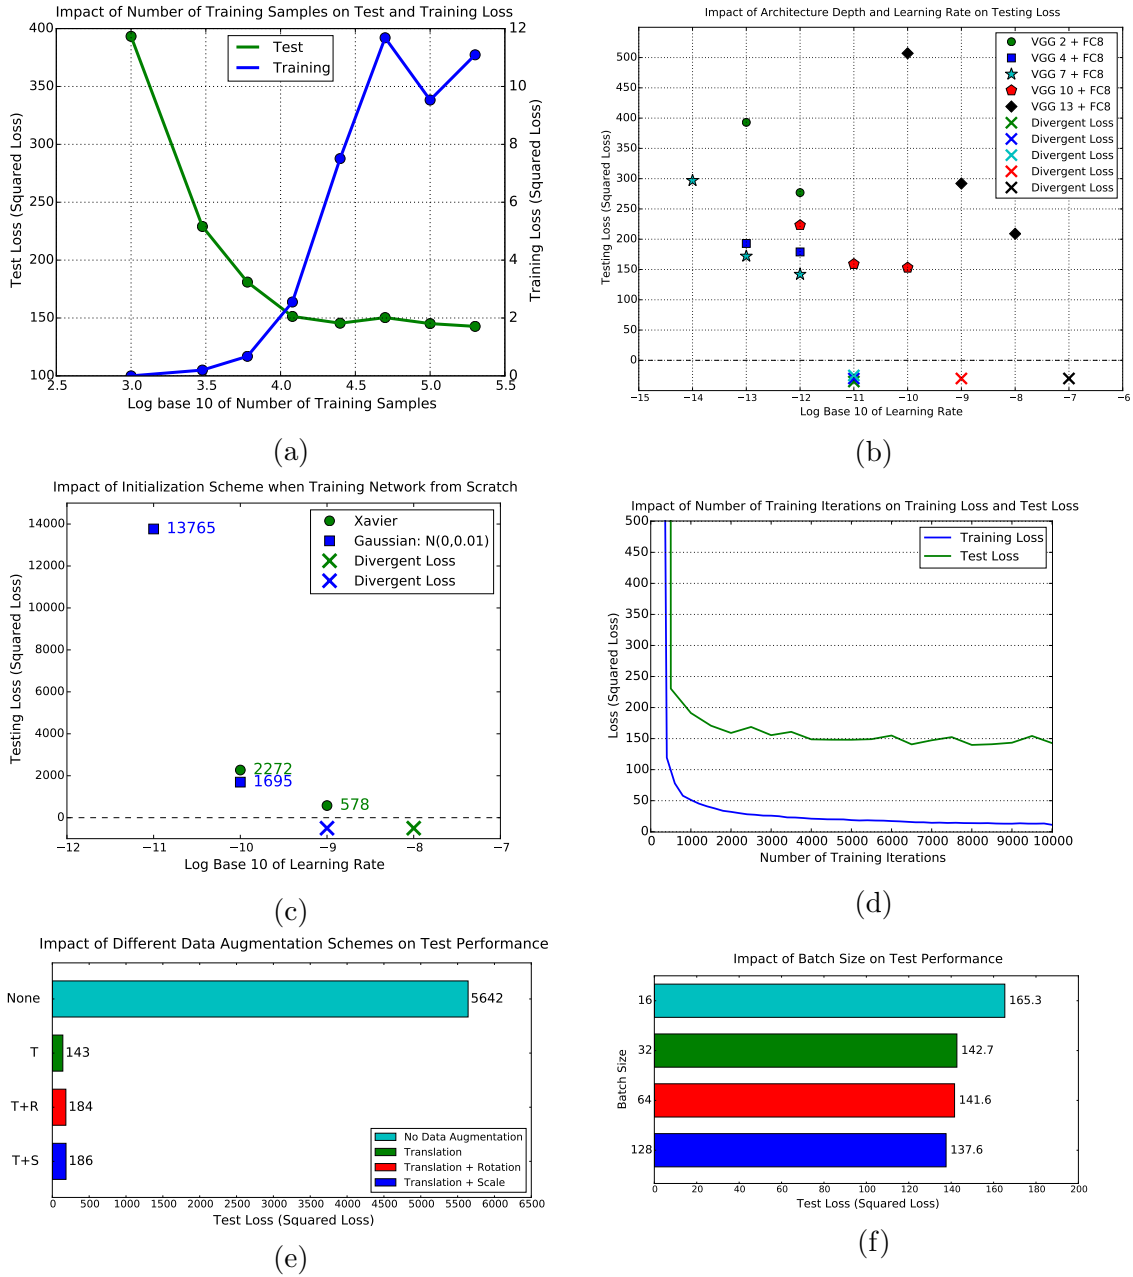 Impact of Number of Training Samples on Test and Training Loss
400
350
300
250
200
150
100
12
10
8
6
4
2
0
Test
Training
Test Loss (Squared Loss)
Training Loss (Squared Loss)
2.5 3.0 3.5 4.0 4.5 5.0 5.5
Log base 10 of Number of Training Samples
(a)
Impact of Architecture Depth and Learning Rate on Testing Loss
500
450
400
350
300
250
200
150
100
50
0
Testing Loss (Squared Loss)
VGG 2 + FC8
VGG 4 + FC8
VGG 7 + FC8
VGG 10 + FC8
VGG 13 + FC8
Divergent Loss
Divergent Loss
Divergent Loss
Divergent Loss
Divergent Loss
−15 −14 −13 −12 −11 −10 −9 −8 −7 −6
Log Base 10 of Learning Rate
(b)
Impact of Initialization Scheme when Training Network from Scratch
14000
12000
10000
8000
6000
4000
2000
0
Testing Loss (Squared Loss)
Xavier
Gaussian: N(0,0.01)
Divergent Loss
Divergent Loss
13765
2272
1695
578
−12 −11 −10 −9 −8 −7
Log Base 10 of Learning Rate
(c)
Impact of Number of Training Iterations on Training Loss and Test Loss
500
450
400
350
300
250
200
150
100
50
0
Loss (Squared Loss)
Training Loss
Test Loss
0 1000 2000 3000 4000 5000 6000 7000 8000 9000 10000
Number of Training Iterations
(d)
Impact of Different Data Augmentation Schemes on Test Performance
None
5642
T
143
T+R
184
T+S
186
No Data Augmentation
Translation
Translation + Rotation
Translation + Scale
0 500 1000 1500 2000 2500 3000 3500 4000 4500 5000 5500 6000 6500
Test Loss (Squared Loss)
(e)
Impact of Batch Size on Test Performance
Batch Size
16
165.3
32
142.7
64
141.6
128
137.6
0 20 40 60 80 100 120 140 160 180 200
Test Loss (Squared Loss)
(f)